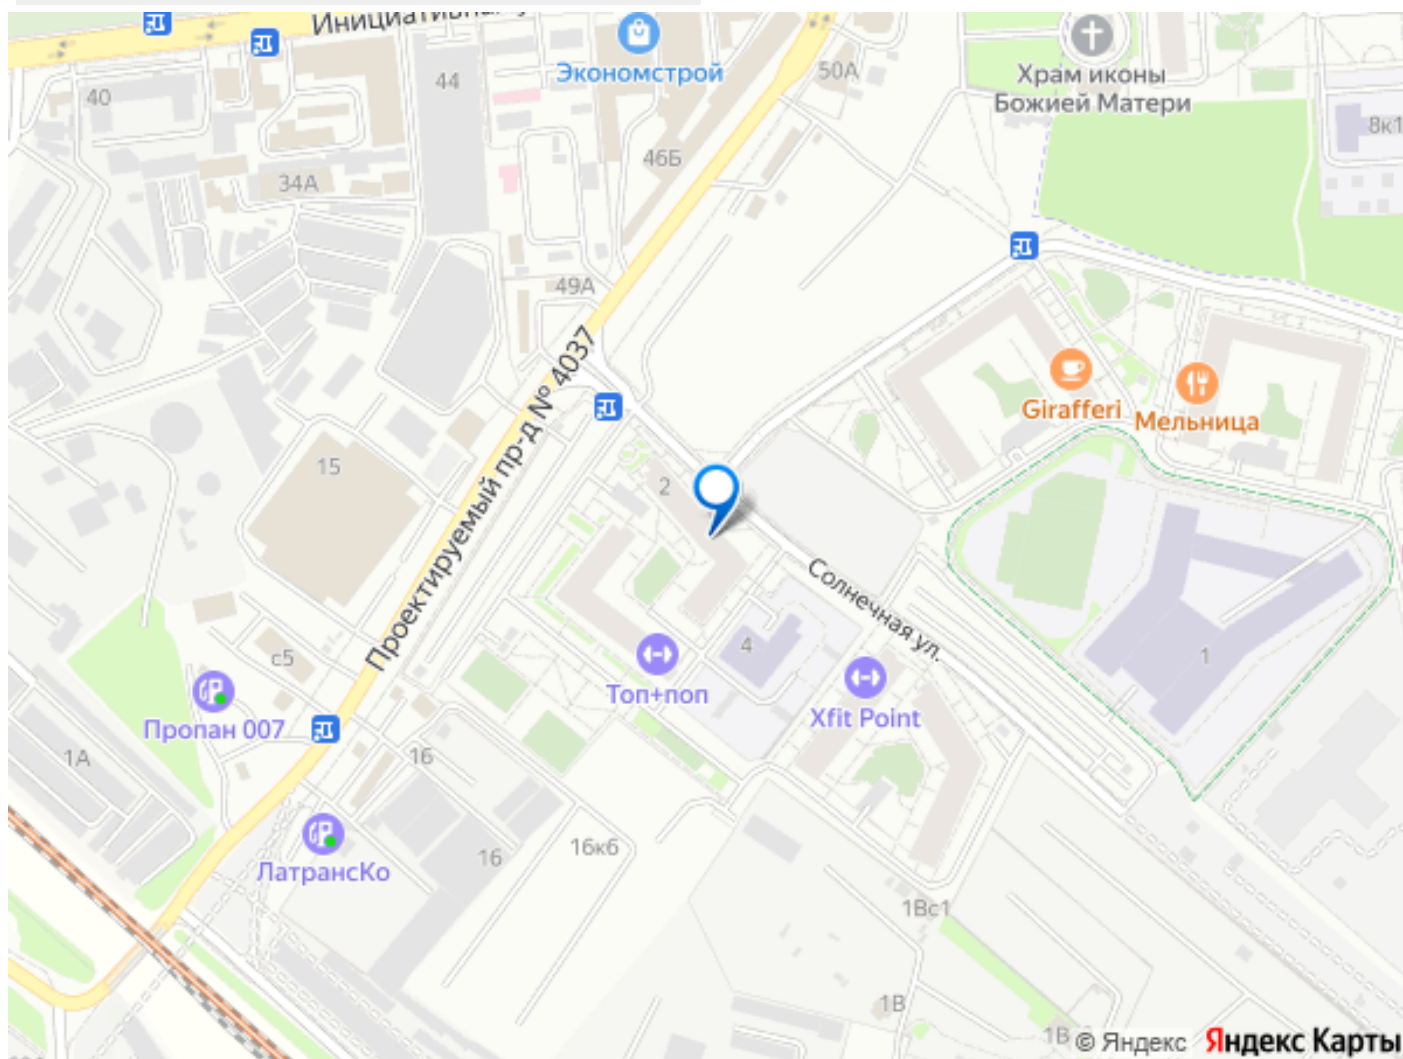 Инициативная у
Экономстрой
50А
Храм иконы
Божией Матери
40
44
8к1
46Б
34А
49А
Проектируемый пр-д № 4037
Girafferi
Мельница
15
2
Солнечная ул.
4
с5
1
Топ+поп
Xfit Point
Пропан 007
1А
16
16
16к6
ЛатрансКо
1Вс1
1В
1В
© Яндекс Яндекс Карты